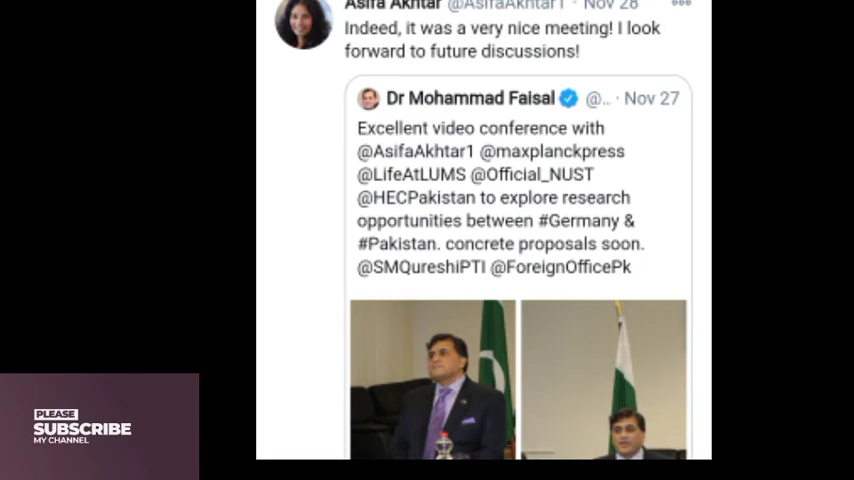 Asifa Akhtar @AsifaAkhtar1 · Nov 28
Indeed, it was a very nice meeting! I look
forward to future discussions!
Dr Mohammad Faisal @... · Nov 27
Excellent video conference with
@AsifaAkhtar1 @maxplanckpress
@LifeAtLUMS @Official_NUST
@HECPakistan to explore research
opportunities between #Germany &
#Pakistan. concrete proposals soon.
@SMQureshiPTI @ForeignOfficePk
PLEASE
SUBSCRIBE
MY CHANNEL